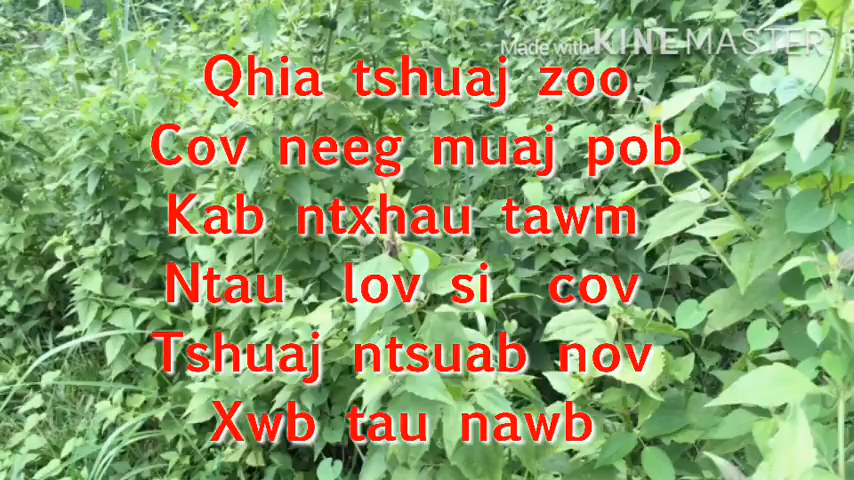 Made with KINEMASTER
Qhia tshuaj zoo
Cov neeg muaj pob
Kab ntxhau tawm
Ntau lov si cov
Tshuaj ntsuab nov
Xwb tau nawb